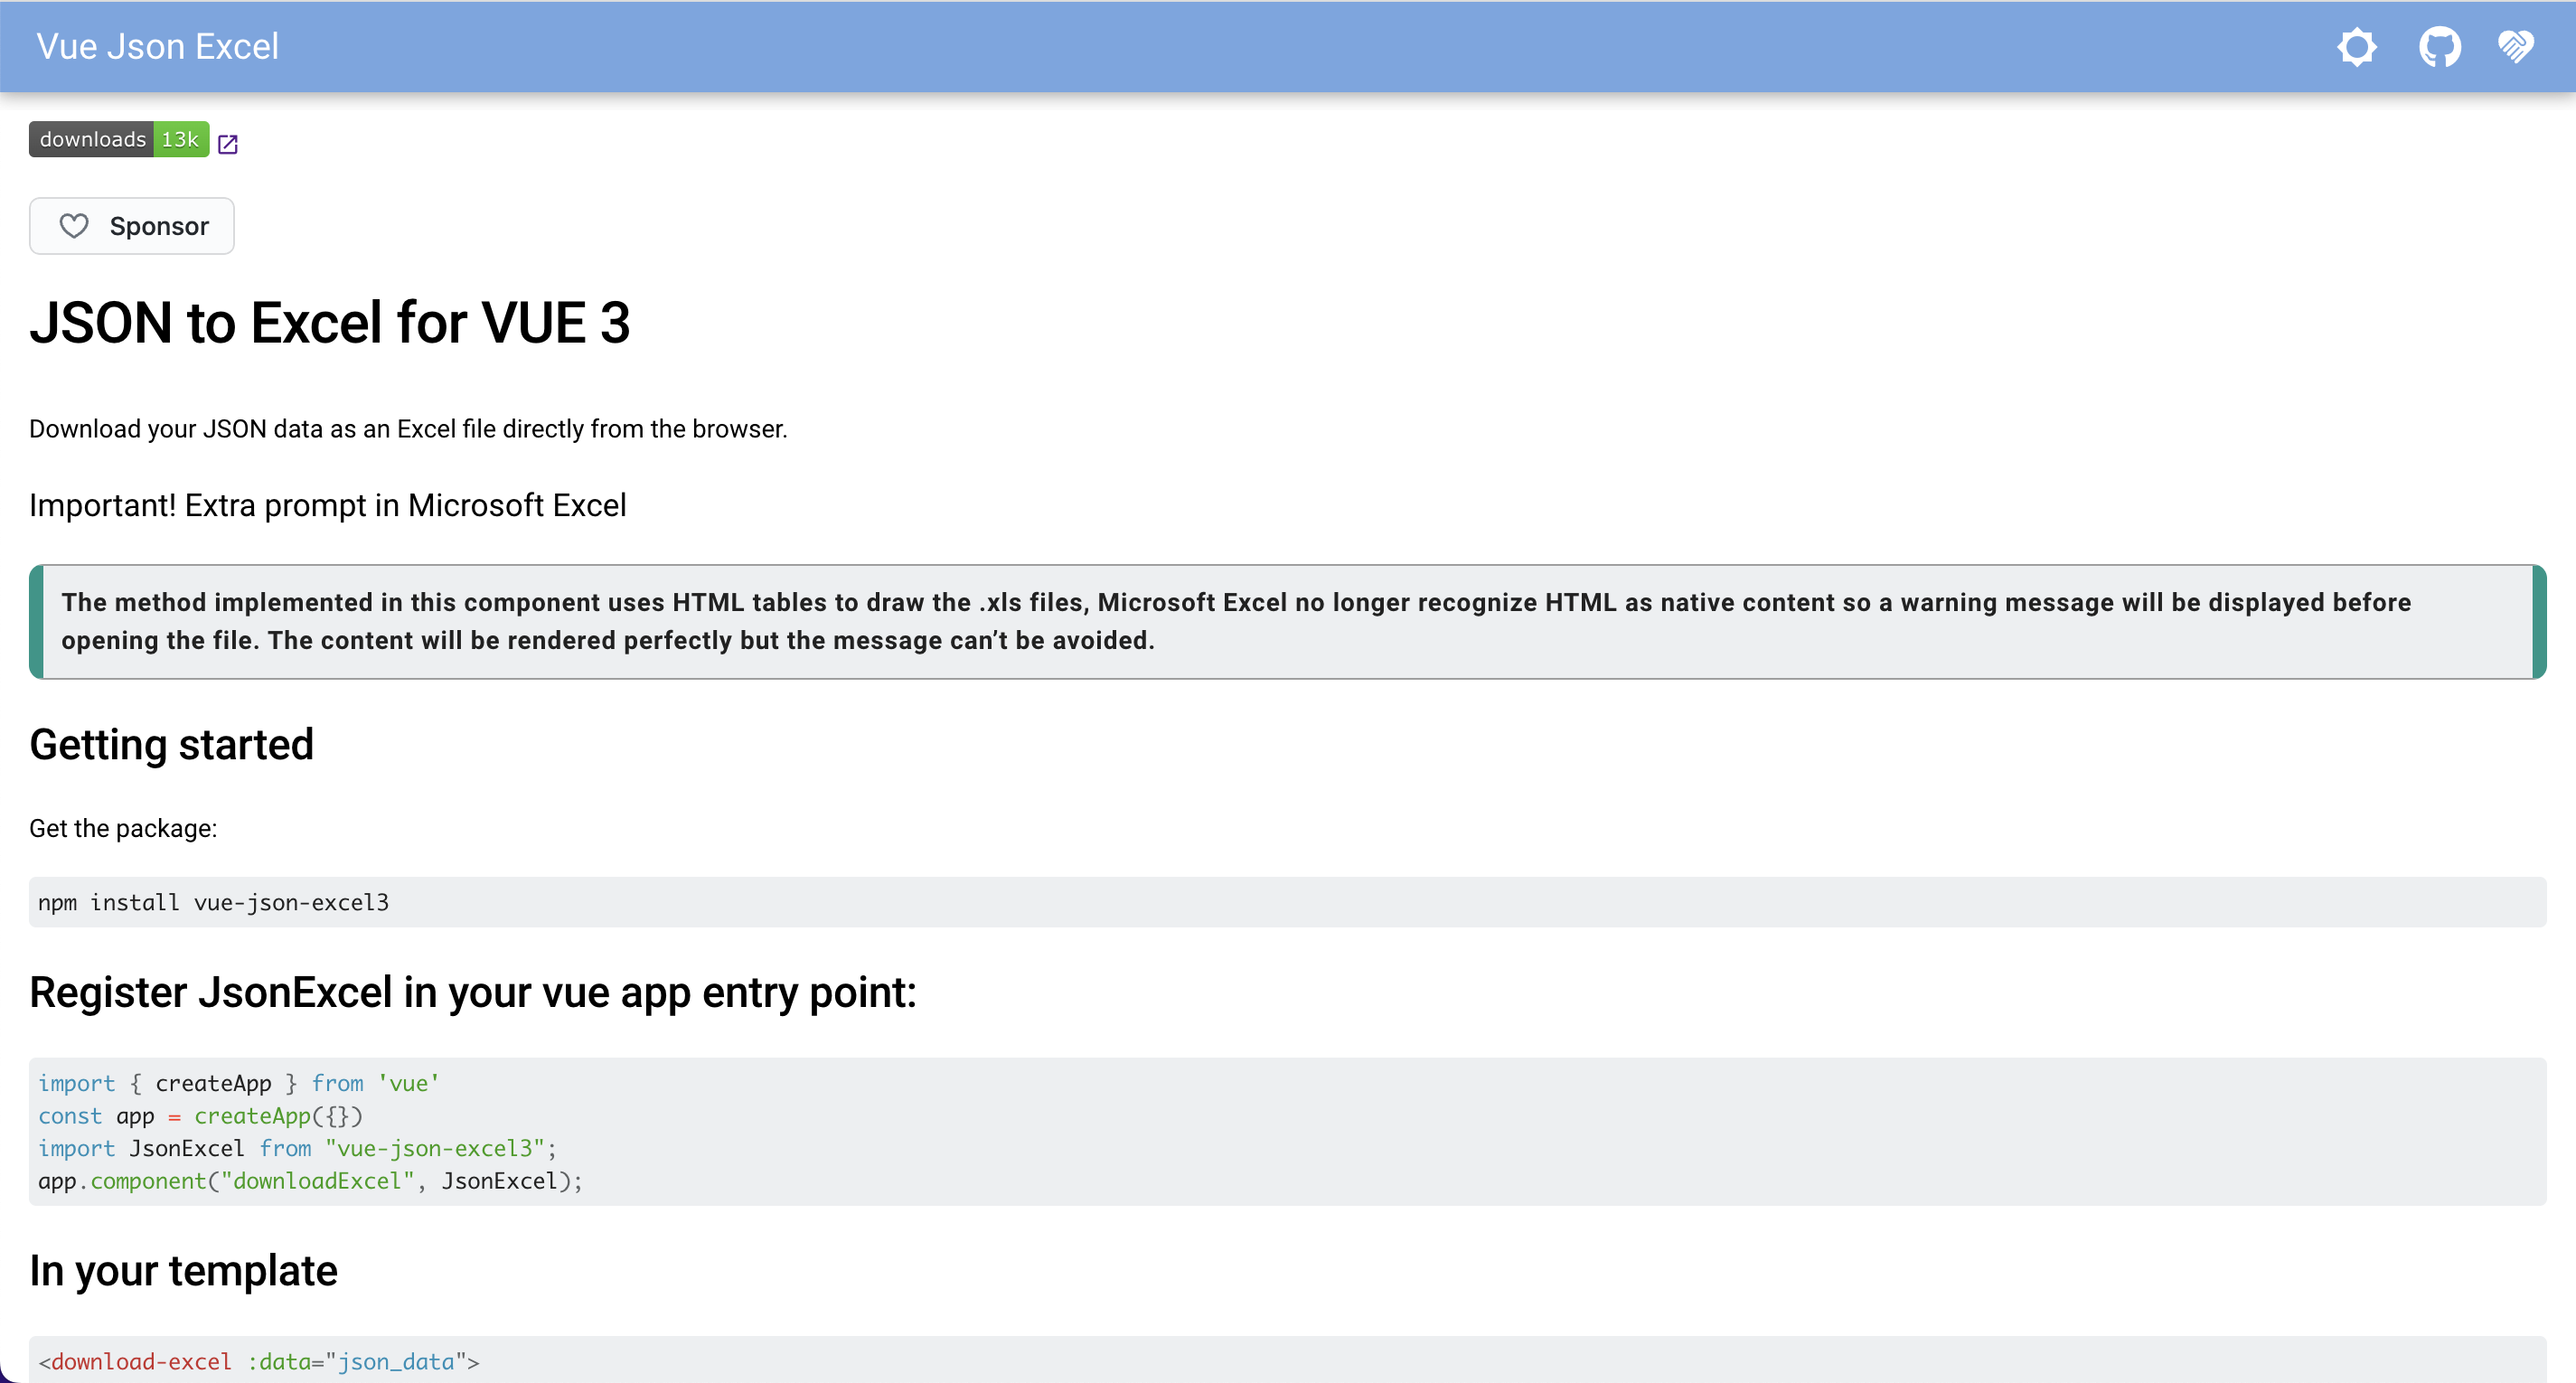 Vue Json Excel
downloads 13k
Sponsor
JSON to Excel for VUE 3
Download your JSON data as an Excel file directly from the browser.
Important! Extra prompt in Microsoft Excel
The method implemented in this component uses HTML tables to draw the .xls files, Microsoft Excel no longer recognize HTML as native content so a warning message will be displayed before
opening the file. The content will be rendered perfectly but the message can’t be avoided.
Getting started
Get the package:
npm install vue-json-excel3
Register JsonExcel in your vue app entry point:
import { createApp } from 'vue'
const app = createApp({})
import JsonExcel from "vue-json-excel3";
app.component("downloadExcel", JsonExcel);
In your template
<download-excel :data="json_data">